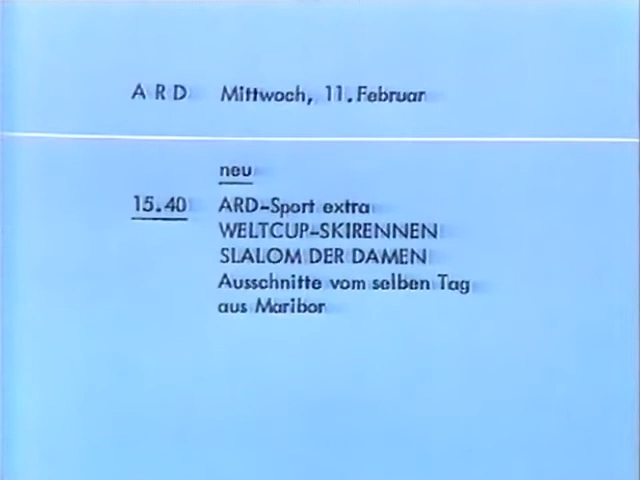 A R D Mittwoch, 11. Februar
neu
15.40 ARD-Sport extra
WELTCUP-SKIRENNEN
SLALOM DER DAMEN
Ausschnitte vom selben Tag
aus Maribor